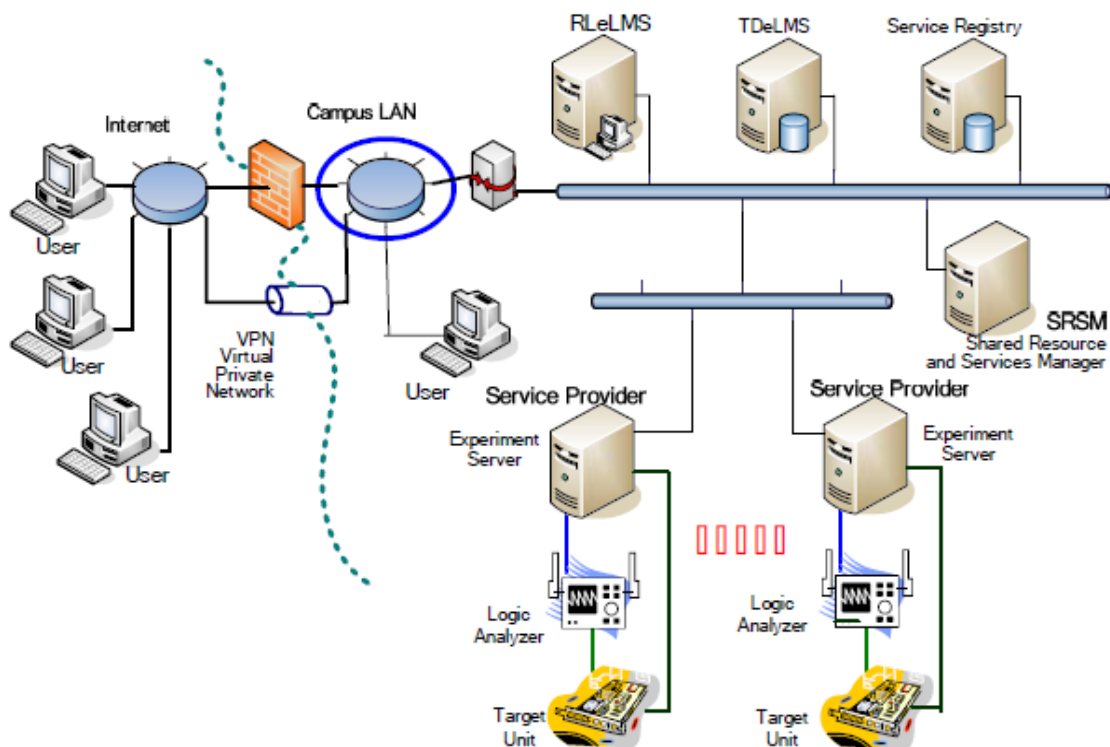 RLeLMS
TDeLMS
Service Registry
Internet
Campus LAN
User
User
User
VPN
Virtual
Private
Network
User
SRSM
Shared Resource
and Services Manager
Service Provider
Experiment
Server
Logic
Analyzer
Target
Unit
Service Provider
Experiment
Server
Logic
Analyzer
Target
Unit